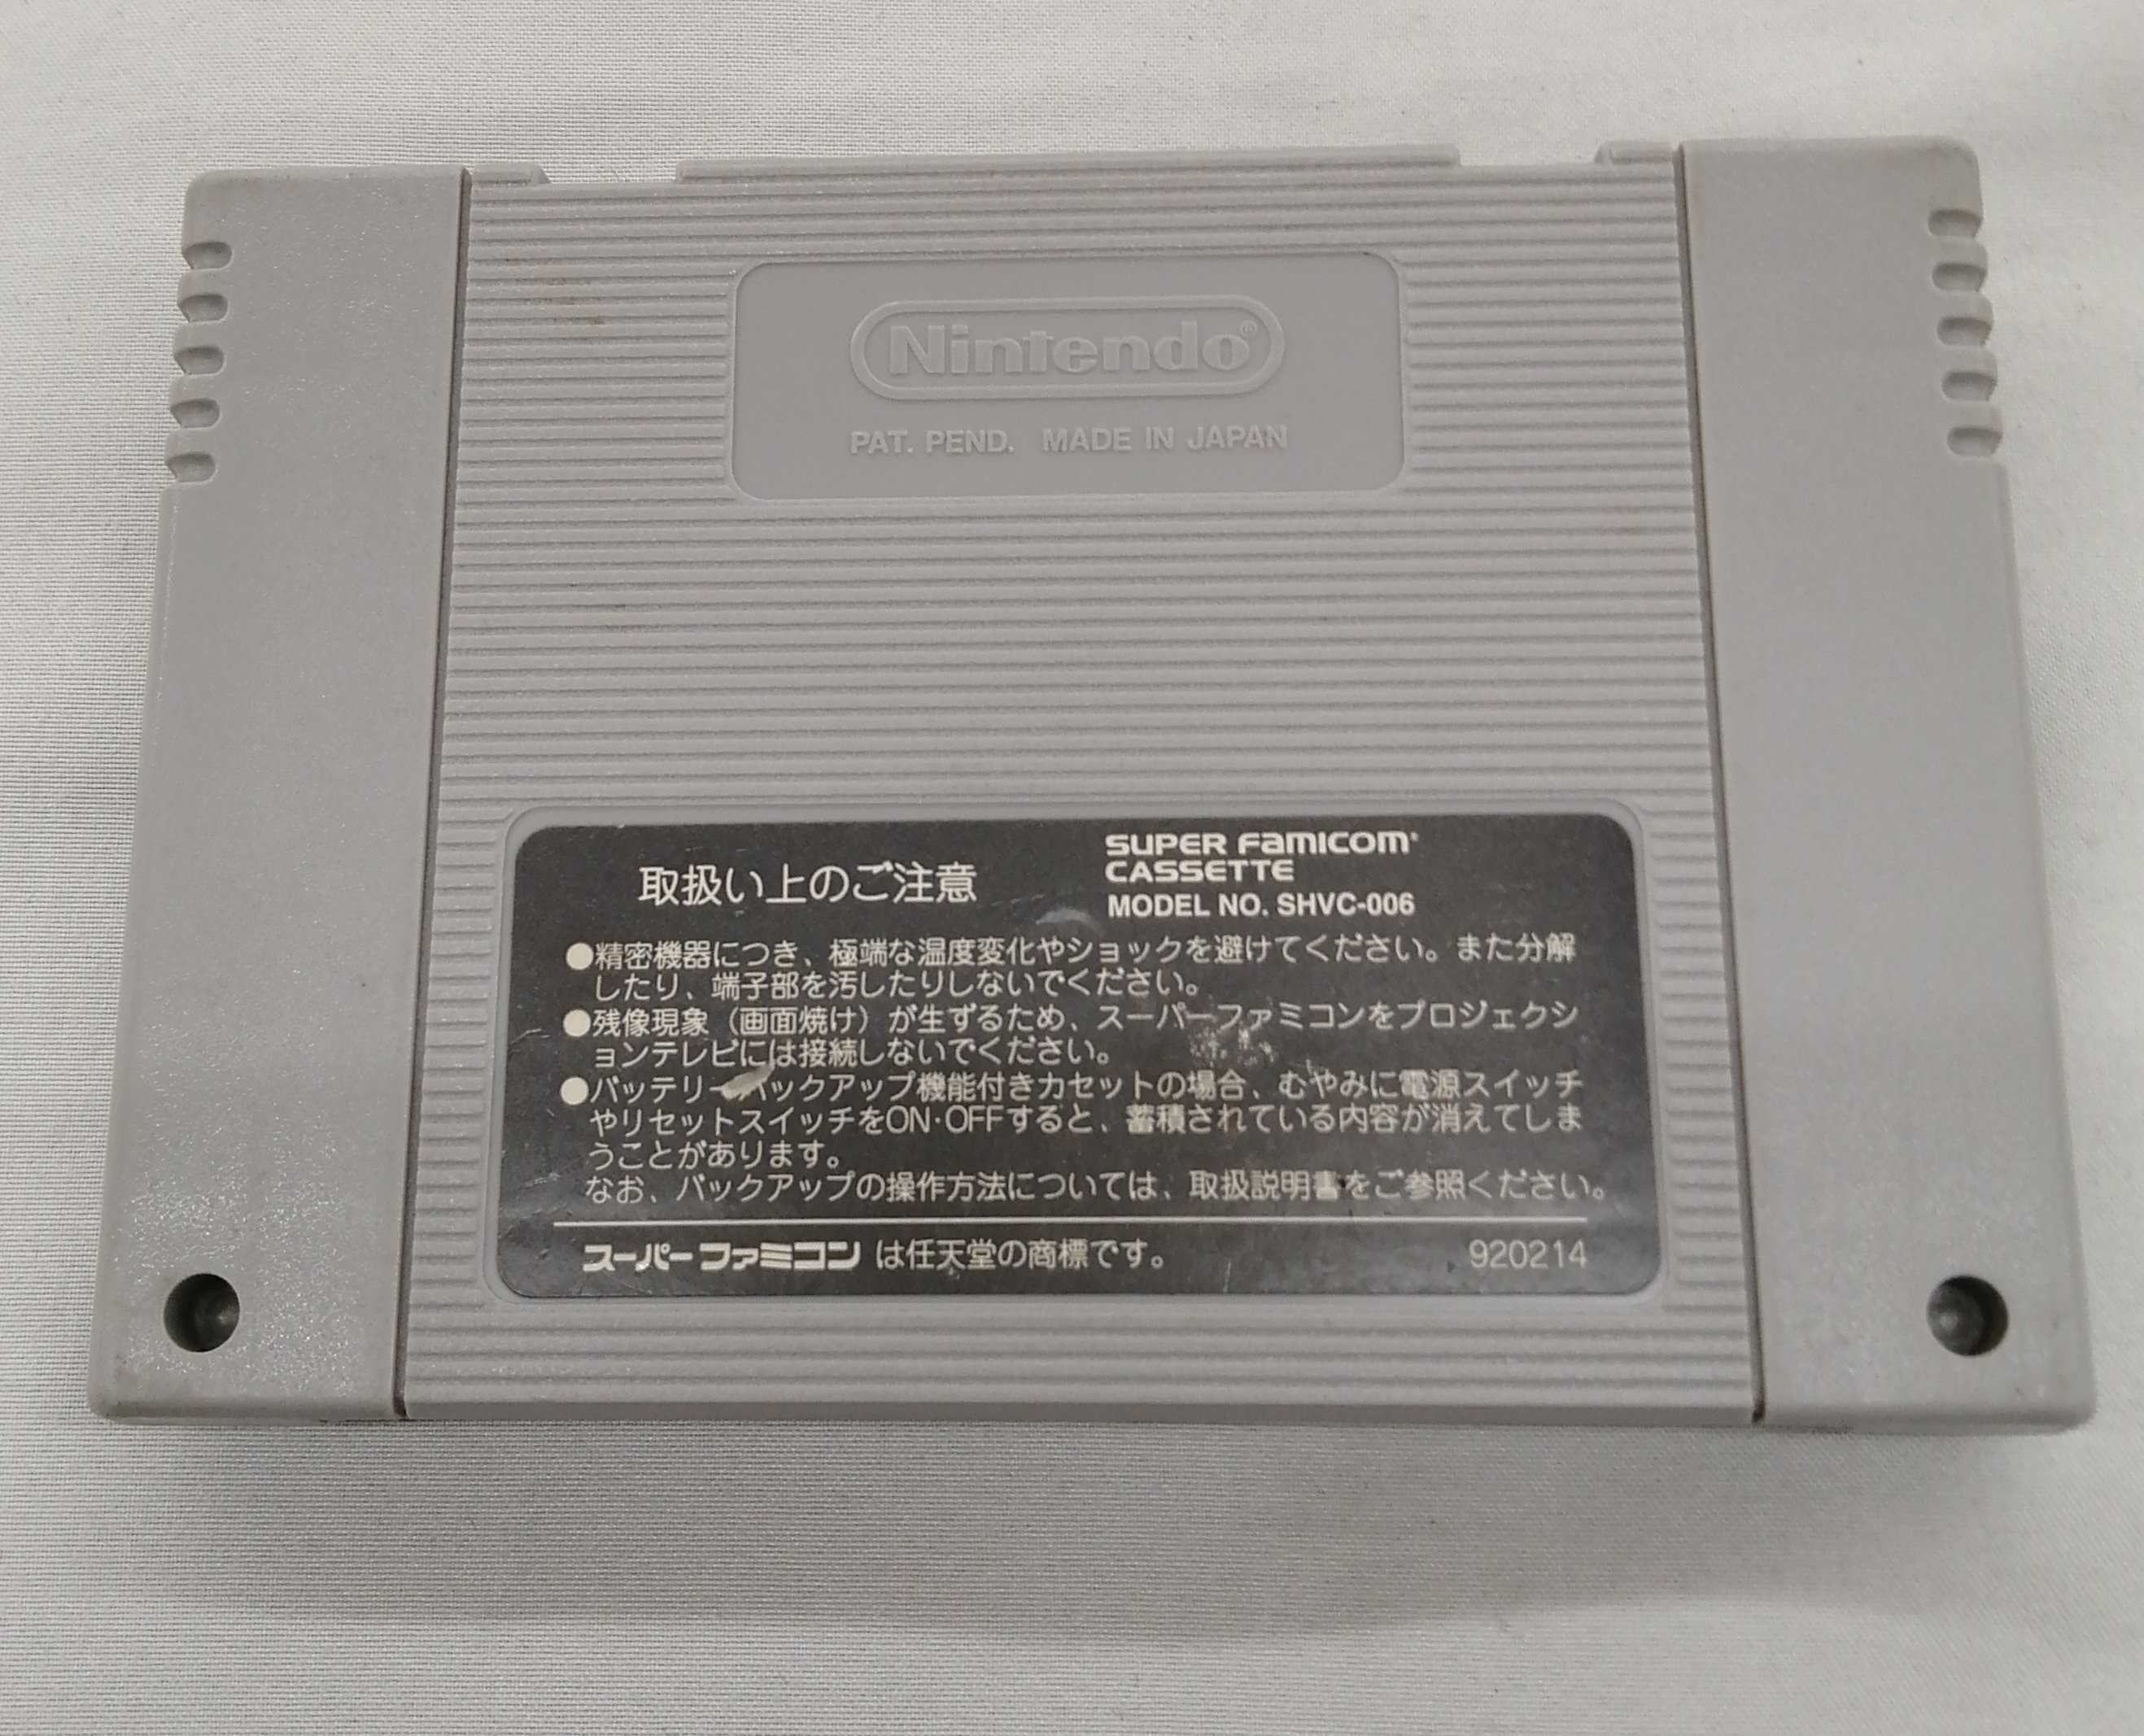 Nintendo®
PAT. PEND. MADE IN JAPAN
取扱い上のご注意
SUPER FAMICOM
CASSETTE
MODEL NO. SHVC-006
●精密機器につき、極端な温度変化やショックを避けてください。また分解
したり、端子部を汚したりしないでください。
●残像現象（画面焼け）が生ずるため、スーパーファミコンをプロジェクシ
ョンテレビには接続しないでください。
●バッテリーバックアップ機能付きカセットの場合、むやみに電源スイッチ
やリセットスイッチをON・OFFすると、蓄積されている内容が消えてしま
うことがあります。
なお、バックアップの操作方法については、取扱説明書をご参照ください。
スーパーファミコン は任天堂の商標です。
920214